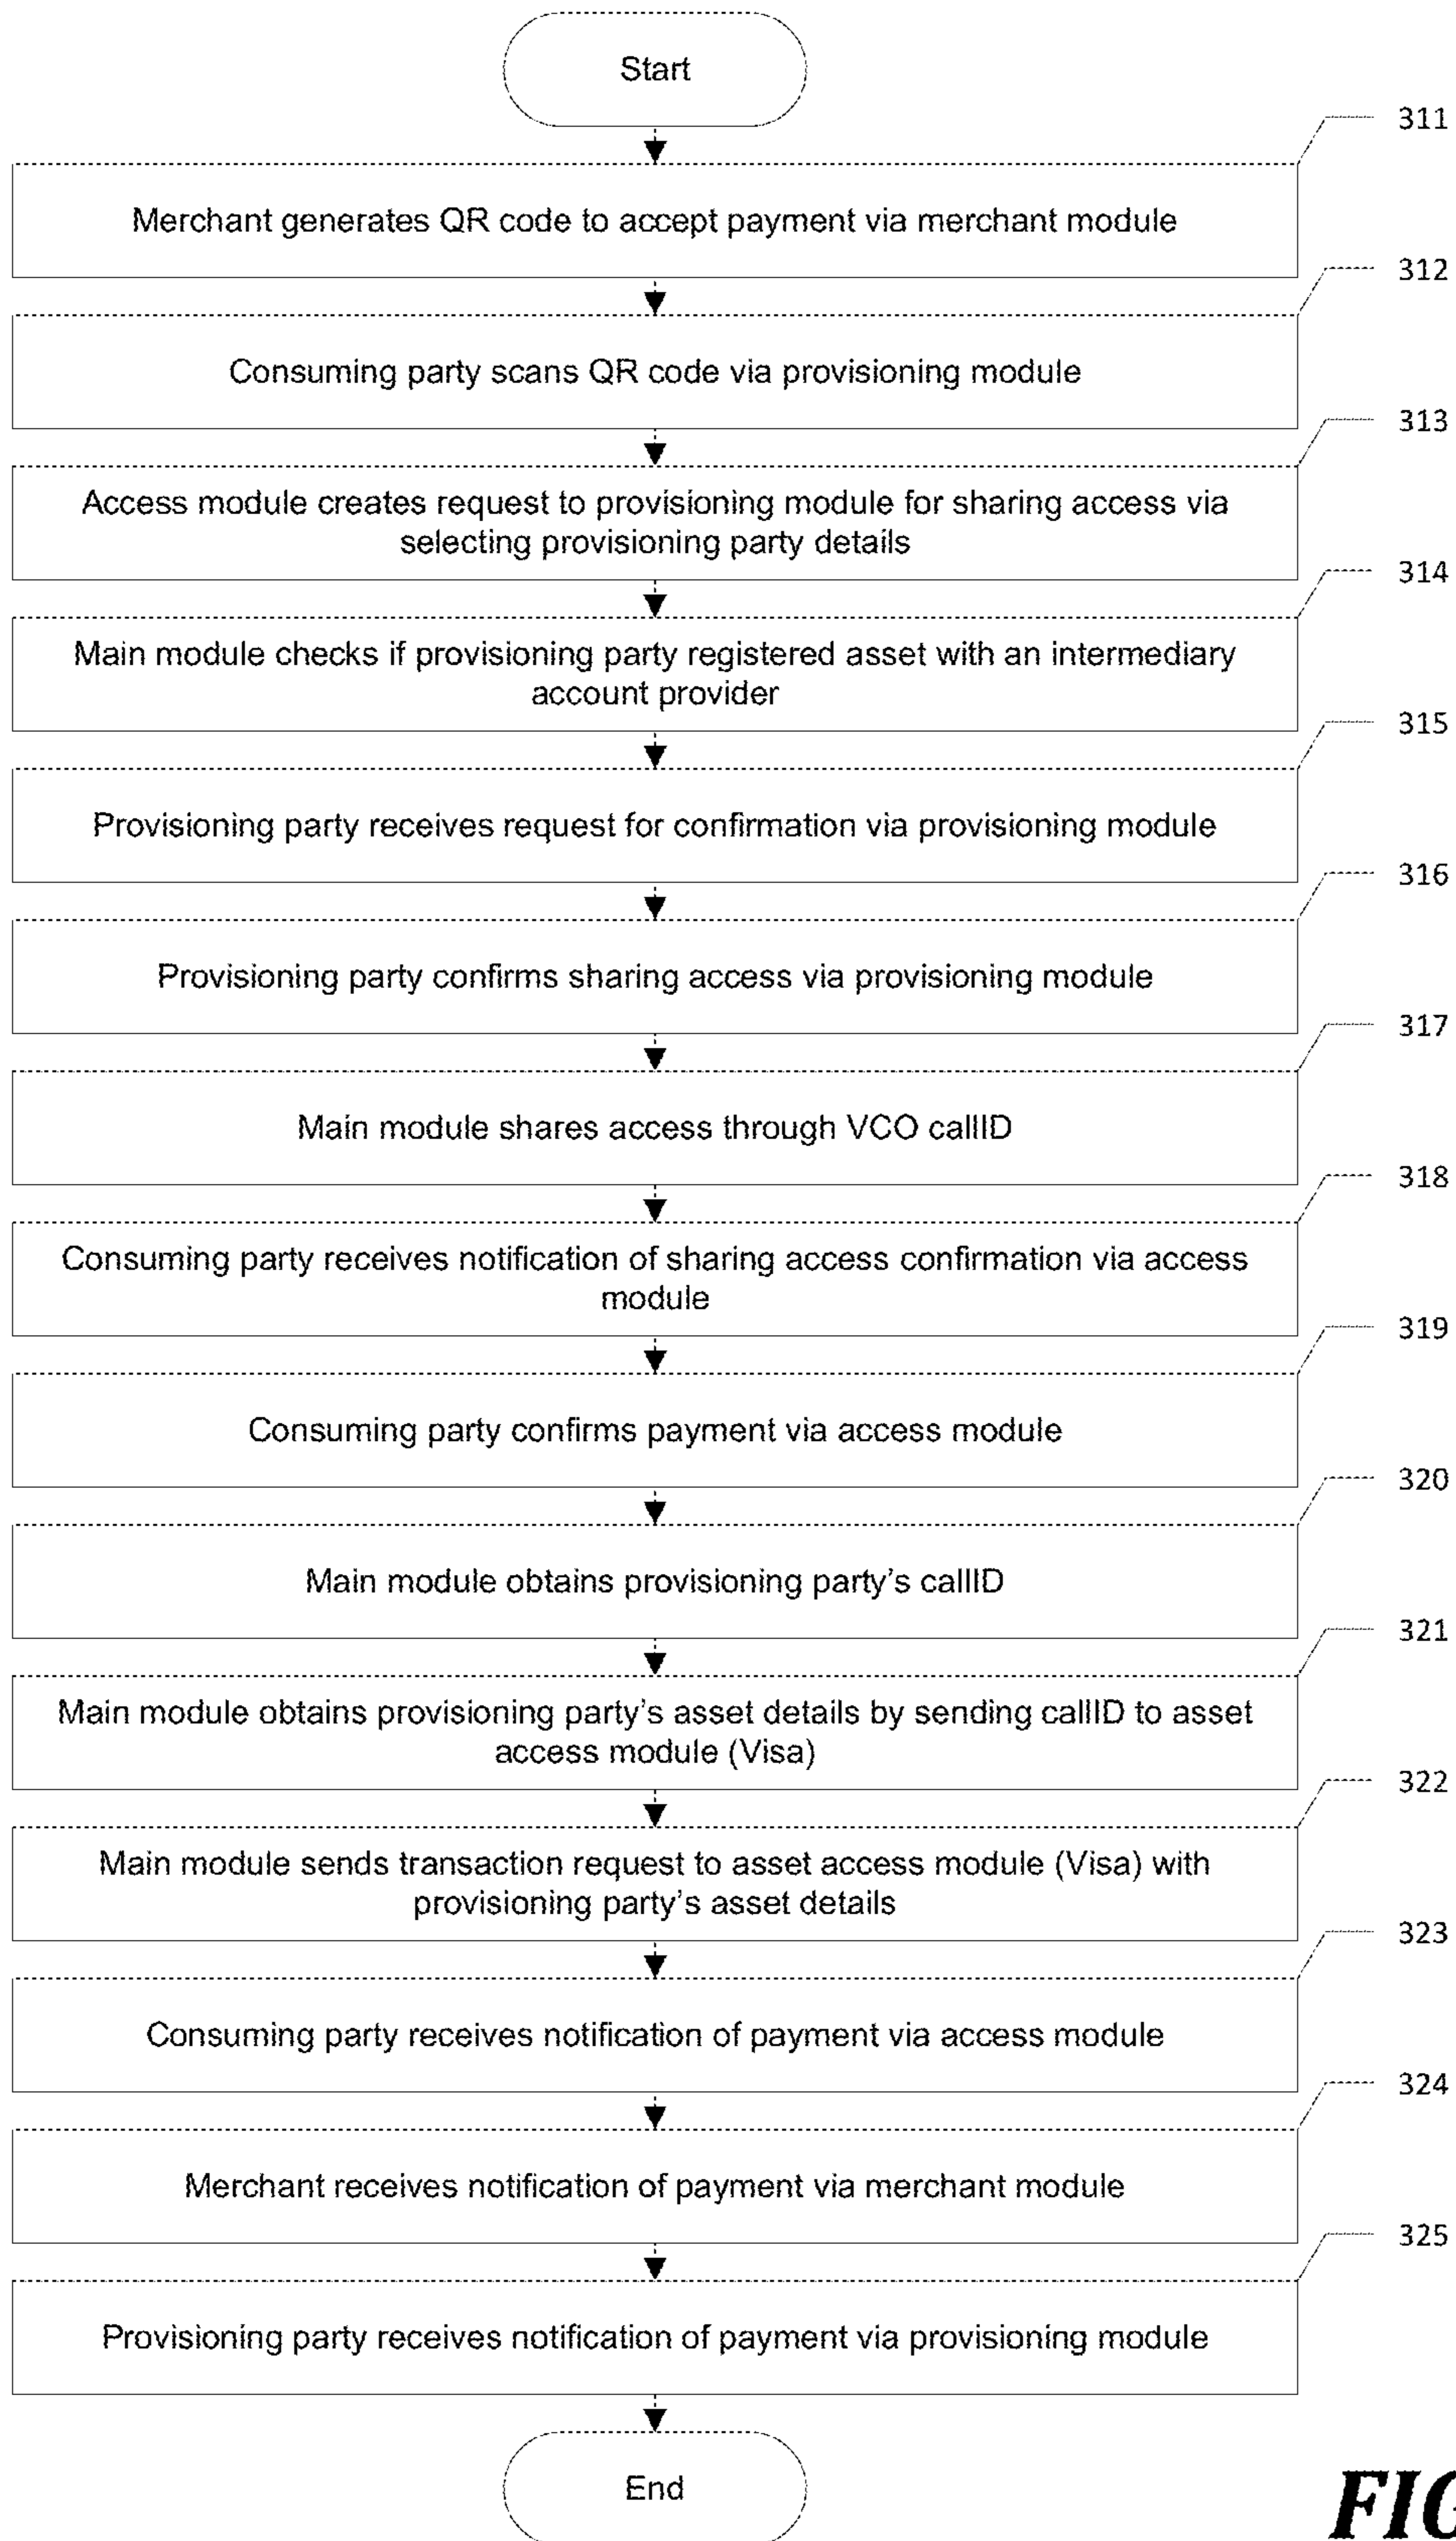 Start
311
Merchant generates QR code to accept payment via merchant module
312
Consuming party scans QR code via provisioning module
313
Access module creates request to provisioning module for sharing access via
selecting provisioning party details
314
Main module checks if provisioning party registered asset with an intermediary
account provider
315
Provisioning party receives request for confirmation via provisioning module
316
Provisioning party confirms sharing access via provisioning module
317
Main module shares access through VCO callID
318
Consuming party receives notification of sharing access confirmation via access
module
319
Consuming party confirms payment via access module
320
Main module obtains provisioning party's callID
321
Main module obtains provisioning party's asset details by sending callID to asset
access module (Visa)
322
Main module sends transaction request to asset access module (Visa) with
provisioning party's asset details
323
Consuming party receives notification of payment via access module
324
Merchant receives notification of payment via merchant module
325
Provisioning party receives notification of payment via provisioning module
End
FIG